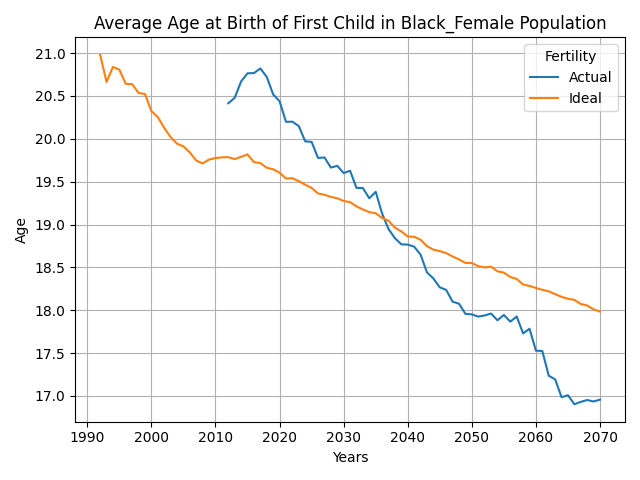 Average Age at Birth of First Child in Black_Female Population
Fertility
Actual
Ideal
21.0
20.5
20.0
19.5
19.0
18.5
18.0
17.5
17.0
Age
1990 2000 2010 2020 2030 2040 2050 2060 2070
Years